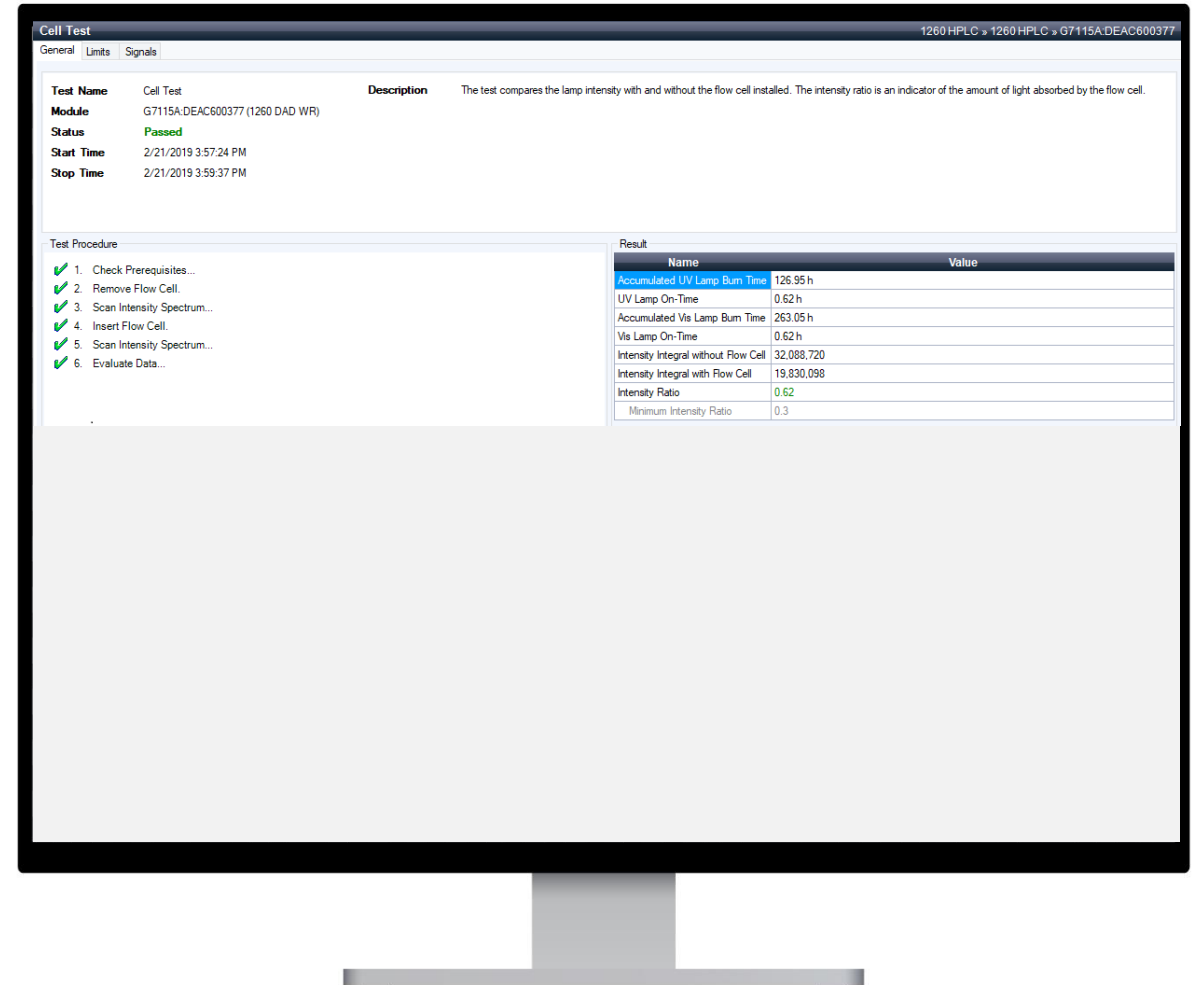 Cell Test 1260 HPLC » 1260 HPLC » G7115A:DEAC600377
General Limits Signals
Test Name Cell Test Description The test compares the lamp intensity with and without the flow cell installed. The intensity ratio is an indicator of the amount of light absorbed by the flow cell.
Module G7115A:DEAC600377 (1260 DAD WR)
Status Passed
Start Time 2/21/2019 3:57:24 PM
Stop Time 2/21/2019 3:59:37 PM
Test Procedure
1. Check Prerequisites...
2. Remove Flow Cell.
3. Scan Intensity Spectrum...
4. Insert Flow Cell.
5. Scan Intensity Spectrum...
6. Evaluate Data...
Result
Name Value
Accumulated UV Lamp Burn Time 126.95 h
UV Lamp On-Time 0.62 h
Accumulated Vis Lamp Burn Time 263.05 h
Vis Lamp On-Time 0.62 h
Intensity Integral without Flow Cell 32,088,720
Intensity Integral with Flow Cell 19,830,098
Intensity Ratio 0.62
Minimum Intensity Ratio 0.3